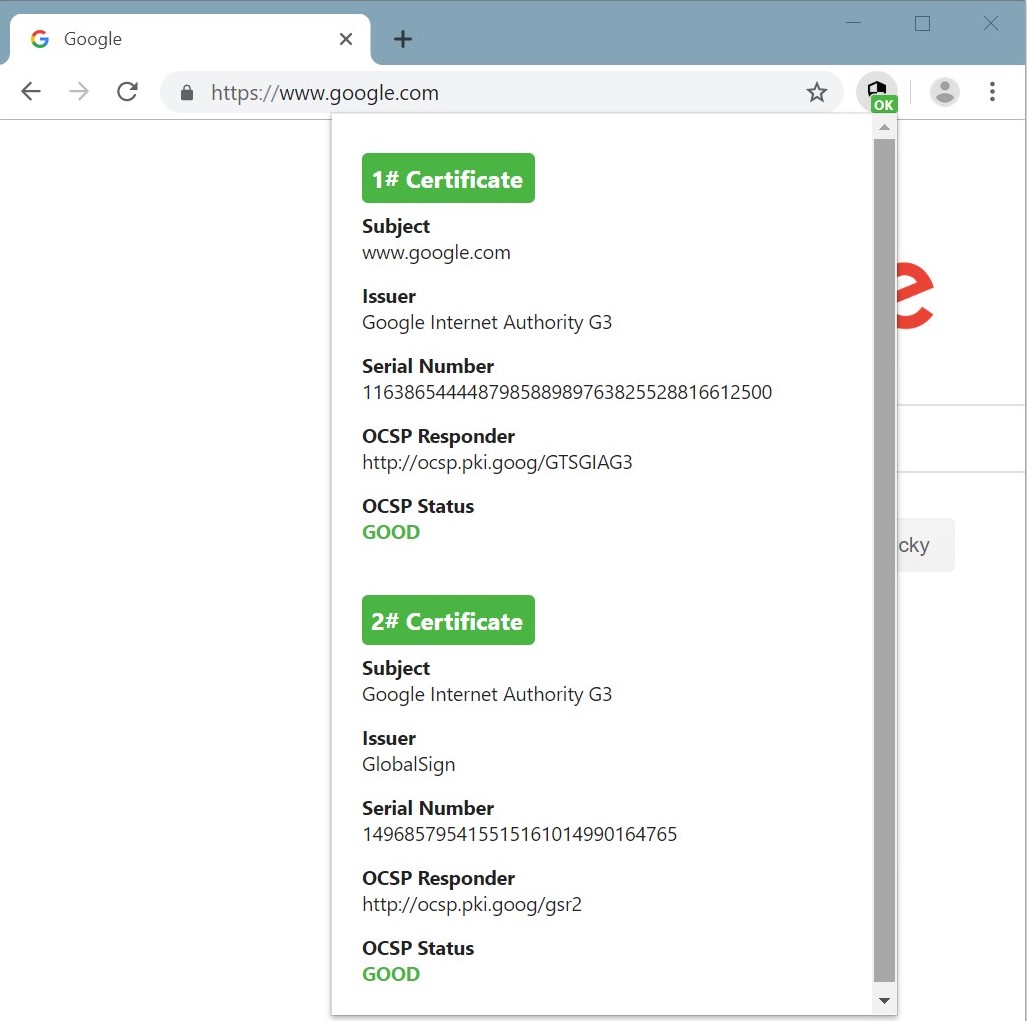 Google
https://www.google.com
OK
1# Certificate
Subject
www.google.com
Issuer
Google Internet Authority G3
Serial Number
116386544448798588989763825528816612500
OCSP Responder
http://ocsp.pki.goog/GTSGIAG3
OCSP Status
GOOD
e
cky
2# Certificate
Subject
Google Internet Authority G3
Issuer
GlobalSign
Serial Number
149685795415515161014990164765
OCSP Responder
http://ocsp.pki.goog/gsr2
OCSP Status
GOOD